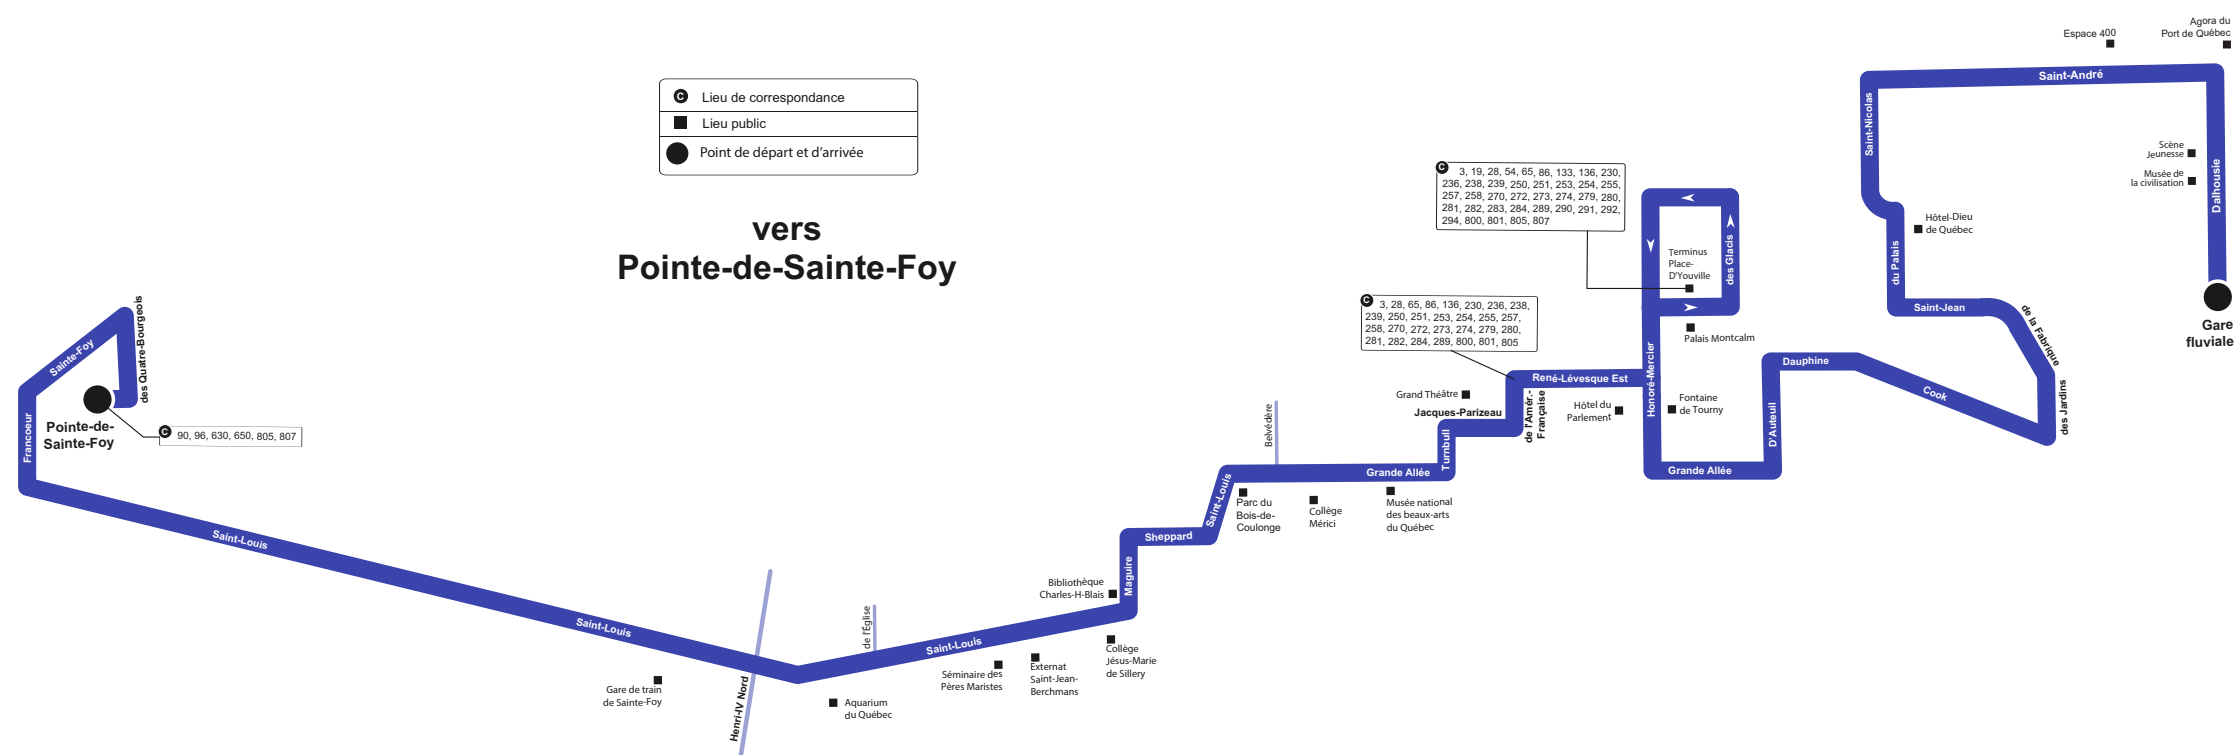 C Lieu de correspondance
Lieu public
Point de départ et d'arrivée
vers
Pointe-de-Sainte-Foy
Espace 400
Agora du
Port de Québec
Saint-André
Saint-Nicolas
Dalhousie
Scène
Jeunesse
Musée de
la civilisation
Gare
fluviale
Hôtel-Dieu
de Québec
du Palais
Saint-Jean
de la Fabrique
des Jardins
Cook
Dauphine
D'Auteuil
Grande Allée
Honoré-Mercier
des Glacis
Terminus
Place-
D'Youville
Palais Montcalm
Fontaine
de Tourny
C 3, 19, 28, 54, 65, 86, 133, 136, 230,
236, 238, 239, 250, 251, 253, 254, 255,
257, 258, 270, 272, 273, 274, 279, 280,
281, 282, 283, 284, 289, 290, 291, 292,
294, 800, 801, 805, 807
C 3, 28, 65, 86, 136, 230, 236, 238,
239, 250, 251, 253, 254, 255, 257,
258, 270, 272, 273, 274, 279, 280,
281, 282, 284, 289, 800, 801, 805
René-Lévesque Est
Hôtel du
Parlement
de l'Amér.-
Française
Grand Théâtre
Jacques-Parizeau
Turnbull
Grande Allée
Belvédère
Musée national
des beaux-arts
du Québec
Collège
Mérici
Parc du
Bois-de-
Coulonge
Saint-Louis
Sheppard
Maguire
Bibliothèque
Charles-H-Blais
Collège
Jésus-Marie
de Sillery
Externat
Saint-Jean-
Berchmans
Séminaire des
Pères Maristes
Saint-Louis
de l'Église
Aquarium
du Québec
Henri-IV Nord
Gare de train
de Sainte-Foy
Saint-Louis
Saint-Louis
Francoeur
Sainte-Foy
des Quatre-Bourgeois
Pointe-de-
Sainte-Foy
C 90, 96, 630, 650, 805, 807